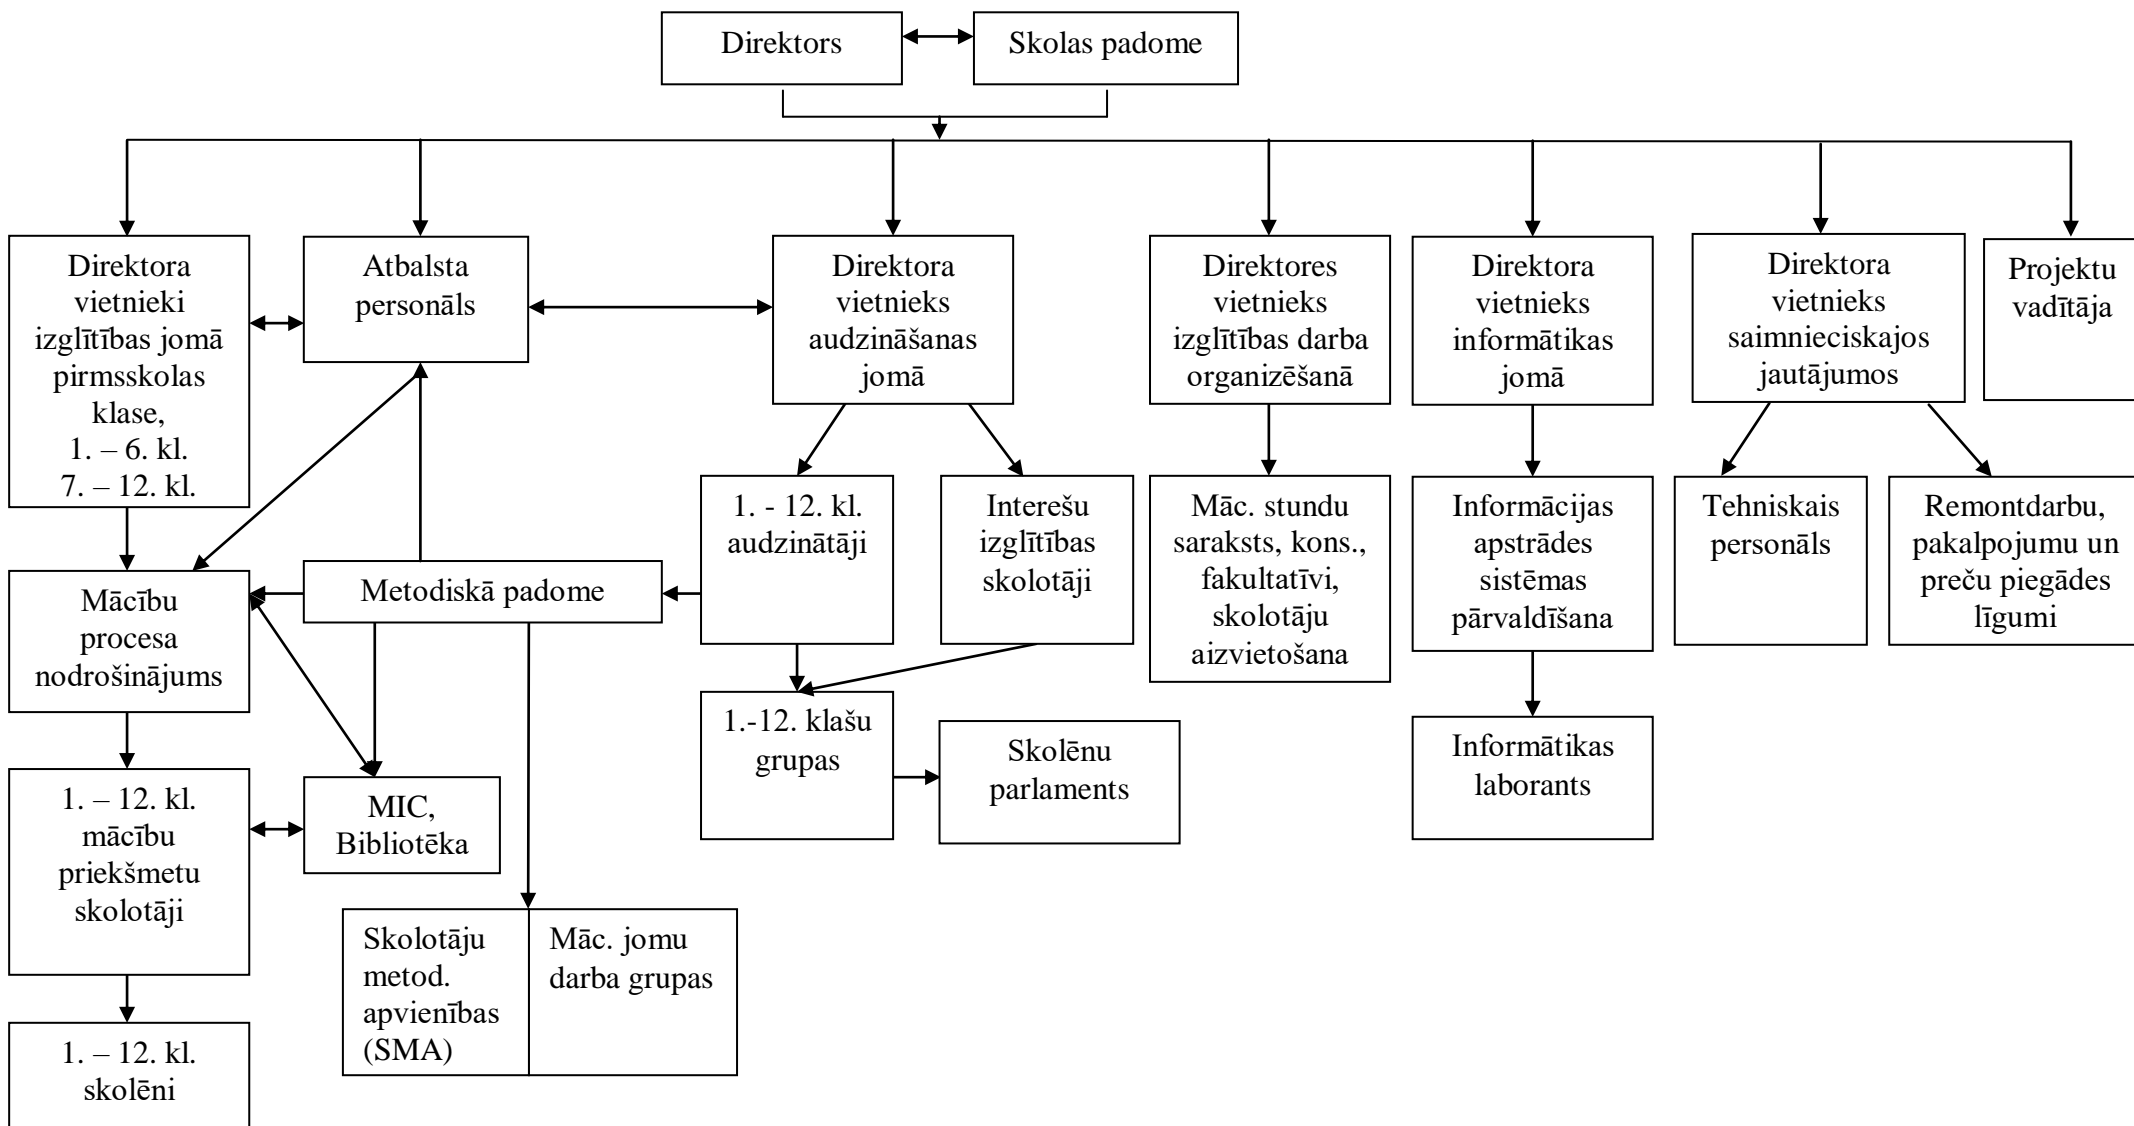 Direktors
Skolas padome
Direktora
vietnieki
izglītības jomā
pirmsskolas
klase,
1. – 6. kl.
7. – 12. kl.
Atbalsta
personāls
Direktora
vietnieks
audzināšanas
jomā
Direktores
vietnieks
izglītības darba
organizēšanā
Direktora
vietnieks
informātikas
jomā
Direktora
vietnieks
saimnieciskajos
jautājumos
Projektu
vadītāja
1. - 12. kl.
audzinātāji
Interešu
izglītības
skolotāji
Māc. stundu
saraksts, kons.,
fakultatīvi,
skolotāju
aizvietošana
Informācijas
apstrādes
sistēmas
pārvaldīšana
Tehniskais
personāls
Remontdarbu,
pakalpojumu un
preču piegādes
līgumi
Mācību
procesa
nodrošinājums
Metodiskā padome
1.-12. klašu
grupas
Skolēnu
parlaments
Informātikas
laborants
1. – 12. kl.
mācību
priekšmetu
skolotāji
MIC,
Bibliotēka
Skolotāju
metod.
apvienības
(SMA)
Māc. jomu
darba grupas
1. – 12. kl.
skolēni